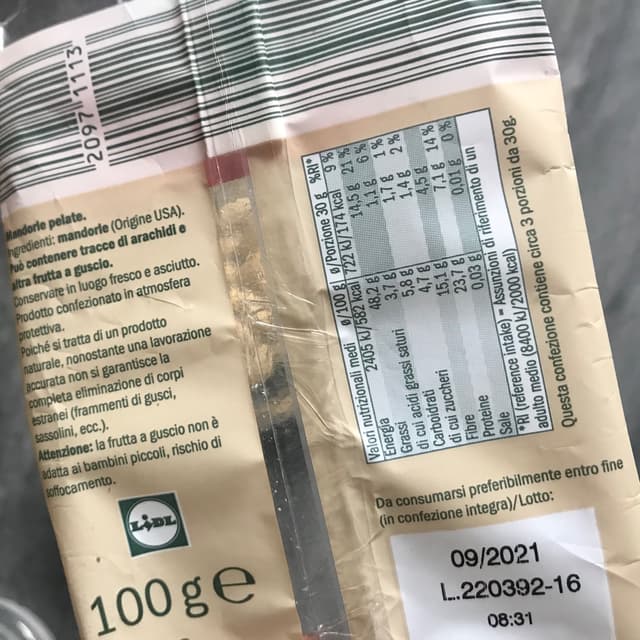 2097 1113
Mandorle pelate.
Ingredienti: mandorle (Origine USA).
Può contenere tracce di arachidi e
altra frutta a guscio.
Conservare in luogo fresco e asciutto.
Prodotto confezionato in atmosfera
protettiva.
Poiché si tratta di un prodotto
naturale, nonostante una lavorazione
accurata non si garantisce la
completa eliminazione di corpi
estranei (frammenti di gusci,
sassolini, ecc.).
Attenzione: la frutta a guscio non è
adatta ai bambini piccoli, rischio di
soffocamento.
LIDL
100g e
Valori nutrizionali medi ø/100 g ø/Porzione 30 g %RI*
Energia 2405 kJ/582 kcal 722 kJ/174 kcal 9 %
Grassi 48,2 g 14,5 g 21 %
di cui acidi grassi saturi 3,7 g 1,1 g 6 %
Carboidrati 5,8 g 1,7 g 1 %
di cui zuccheri 4,7 g 1,4 g 2 %
Fibre 15,1 g 4,5 g
Proteine 23,7 g 7,1 g 14 %
Sale 0,03 g 0,01 g 0 %
*RI (reference intake) = Assunzioni di riferimento di un
adulto medio (8400 kJ/2000 kcal)
Questa confezione contiene circa 3 porzioni da 30g.
Da consumarsi preferibilmente entro fine
(in confezione integra)/Lotto:
09/2021
L..220392-16
08:31